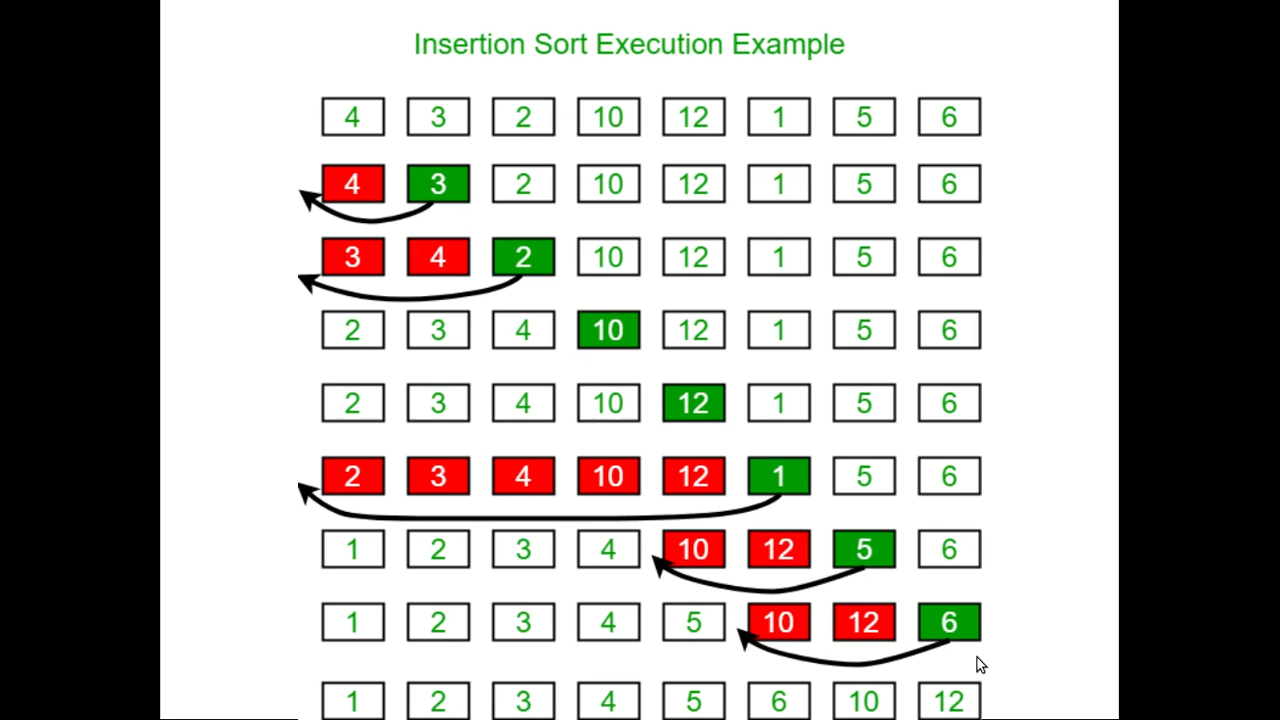 Insertion Sort Execution Example
4 3 2 10 12 1 5 6
4 3 2 10 12 1 5 6
3 4 2 10 12 1 5 6
2 3 4 10 12 1 5 6
2 3 4 10 12 1 5 6
2 3 4 10 12 1 5 6
1 2 3 4 10 12 5 6
1 2 3 4 5 10 12 6
1 2 3 4 5 6 10 12